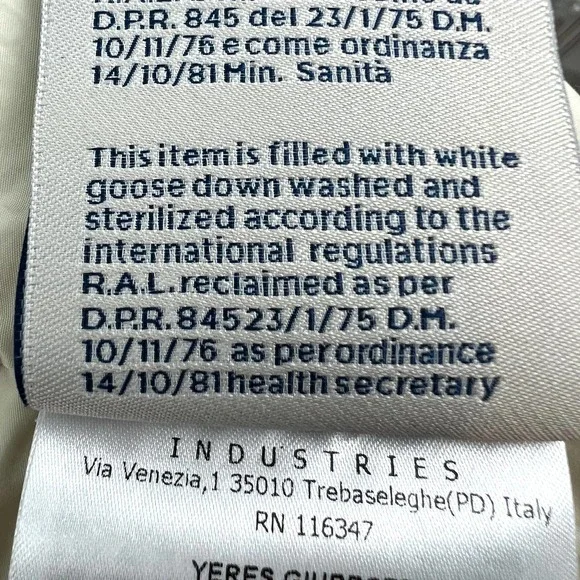 D.P.R. 845 del 23/1/75 D.M.
10/11/76 e come ordinanza
14/10/81 Min. Sanità
This item is filled with white
goose down washed and
sterilized according to the
international regulations
R.A.L. reclaimed as per
D.P.R. 845 23/1/75 D.M.
10/11/76 as per ordinance
14/10/81 health secretary
INDUSTRIES
Via Venezia,1 35010 Trebaseleghe(PD) Italy
RN 116347
YERES